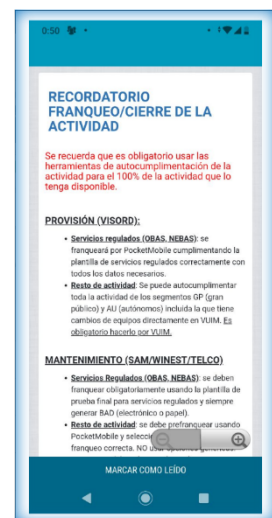 0:50
RECORDATORIO
FRANQUEO/CIERRE DE LA
ACTIVIDAD
Se recuerda que es obligatorio usar las
herramientas de autocumplimentación de la
actividad para el 100% de la actividad que lo
tenga disponible.
PROVISIÓN (VISORD):
• Servicios regulados (OBAS, NEBAS): se
franqueará por PocketMobile cumplimentando la
plantilla de servicios regulados correctamente con
todos los datos necesarios.
• Resto de actividad: Se puede autocumplimentar
toda la actividad de los segmentos GP (gran
público) y AU (autónomos) incluida la que tiene
cambios de equipos directamente en VUIM. Es
obligatorio hacerlo por VUIM.
MANTENIMIENTO (SAM/WINEST/TELCO)
• Servicios Regulados (OBAS, NEBAS): se deben
franquear obligatoriamente usando la plantilla de
prueba final para servicios regulados y siempre
generar BAD (electrónico o papel).
• Resto de actividad: se debe prefranquear usando
PocketMobile y selecci
franqueo correcta. NO
MARCAR COMO LEÍDO